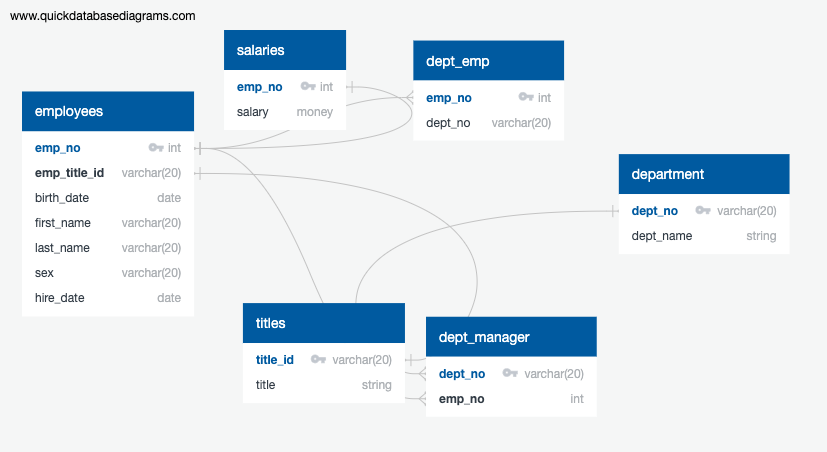 www.quickdatabasediagrams.com
salaries
emp_no int
salary money
dept_emp
emp_no int
dept_no varchar(20)
employees
emp_no int
emp_title_id varchar(20)
birth_date date
first_name varchar(20)
last_name varchar(20)
sex varchar(20)
hire_date date
department
dept_no varchar(20)
dept_name string
titles
title_id varchar(20)
title string
dept_manager
dept_no varchar(20)
emp_no int